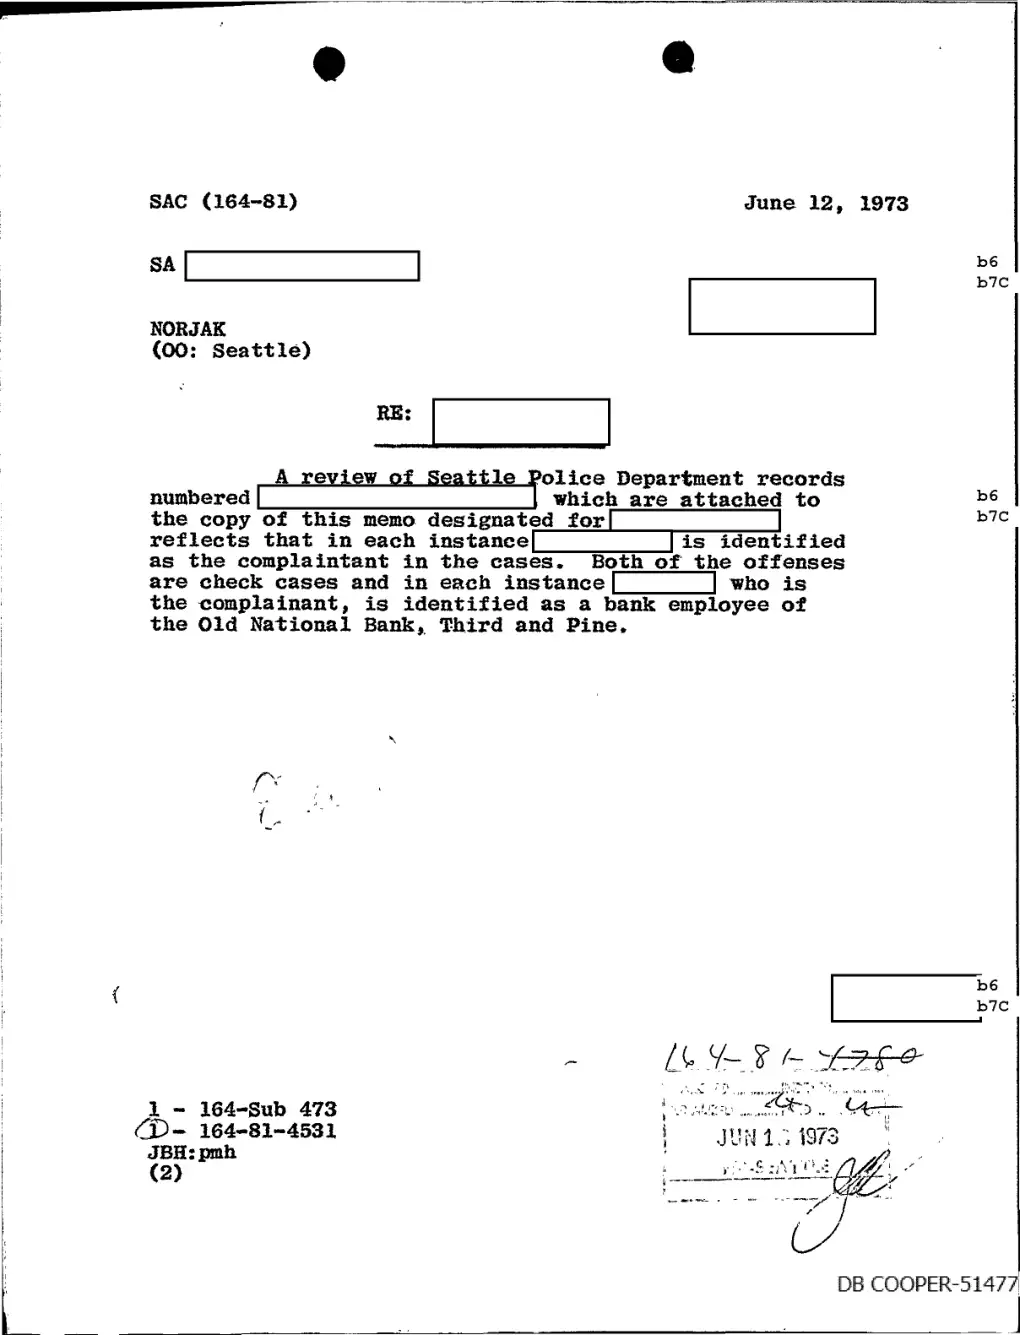 SAC (164-81) June 12, 1973
SA b6
b7C
NORJAK
(OO: Seattle)
RE:
A review of Seattle Police Department records
numbered which are attached to b6
the copy of this memo designated for b7C
reflects that in each instance is identified
as the complaintant in the cases. Both of the offenses
are check cases and in each instance who is
the complainant, is identified as a bank employee of
the Old National Bank, Third and Pine.
b6
b7C
164-81-4780
1 - 164-Sub 473
1 - 164-81-4531
JBH:pmh
(2)
JUN 1 1973
DB COOPER-51477